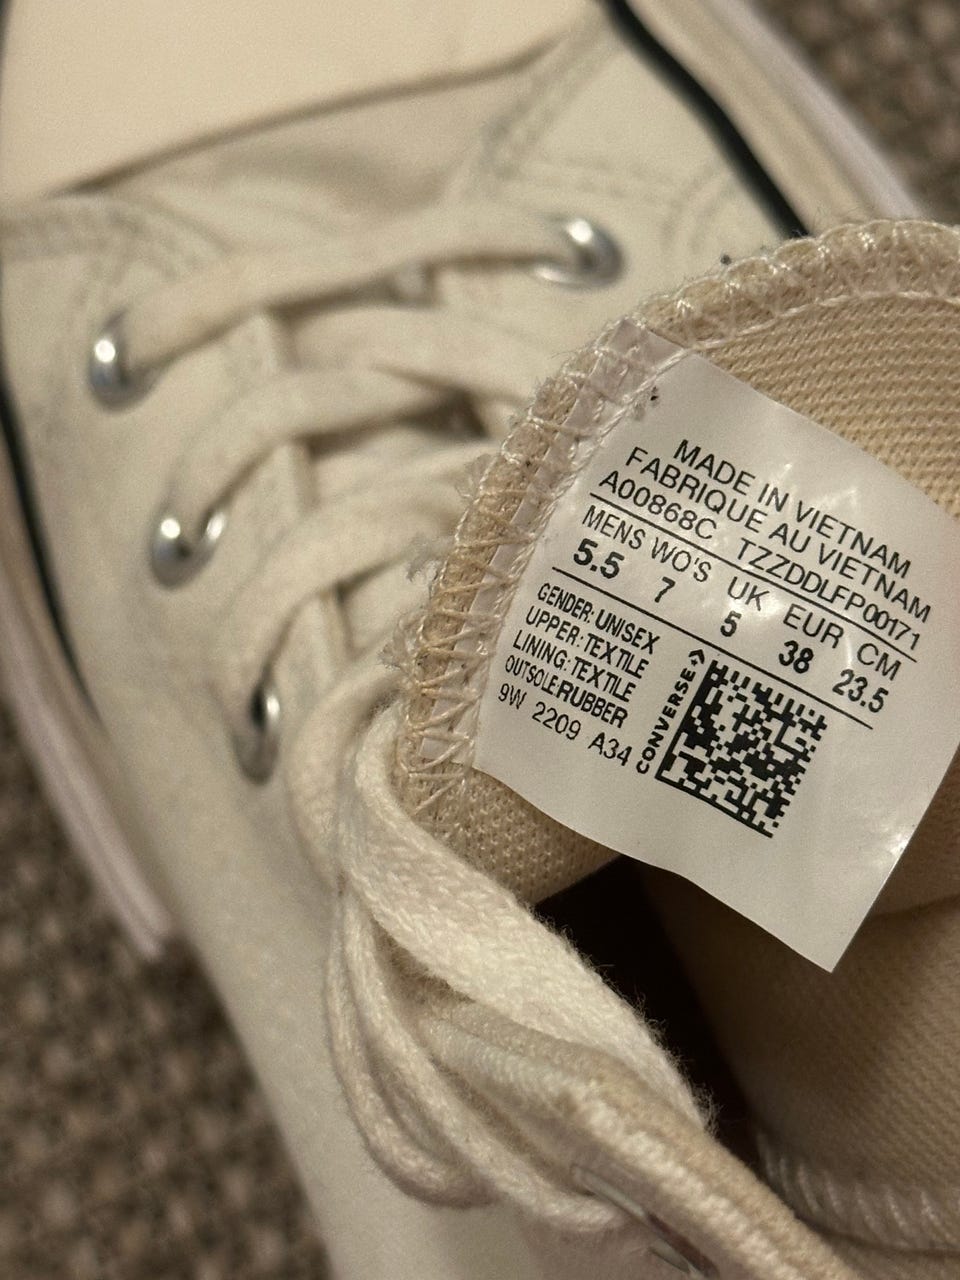 MADE IN VIETNAM
FABRIQUE AU VIETNAM
A00868C TZZDDLFP00171
MENS WO'S UK EUR CM
5.5 7 5 38 23.5
GENDER: UNISEX
UPPER: TEXTILE
LINING: TEXTILE
OUTSOLE:RUBBER
9W 2209 A34
CONVERSE